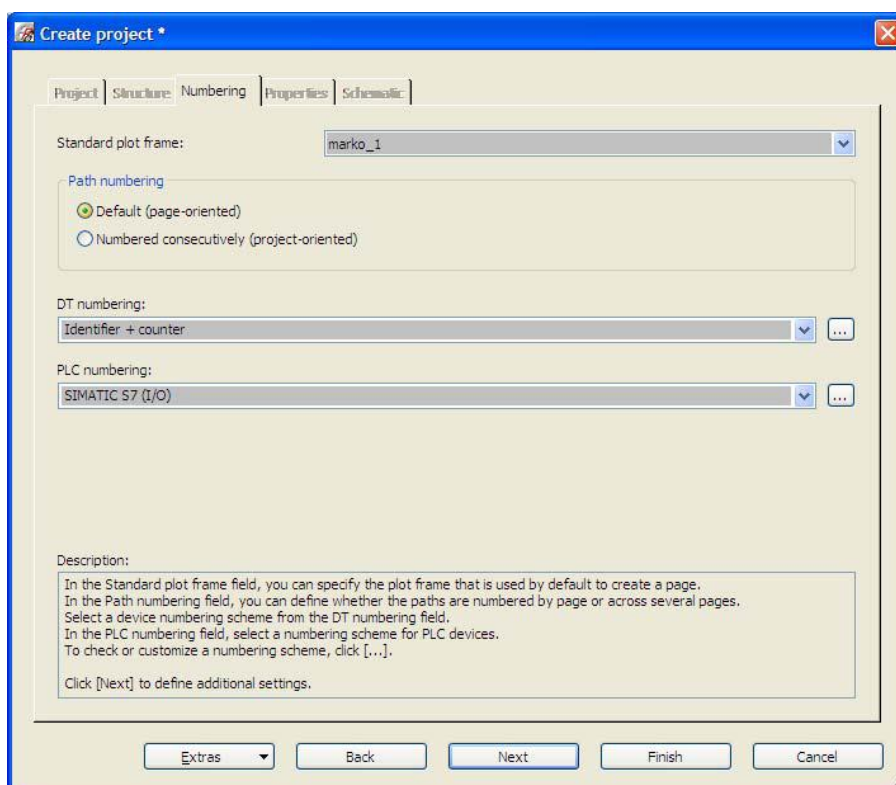 Create project *
Project Structure Numbering Properties Schematic
Standard plot frame: marko_1
Path numbering
Default (page-oriented)
Numbered consecutively (project-oriented)
DT numbering:
Identifier + counter
...
PLC numbering:
SIMATIC S7 (I/O)
...
Description:
In the Standard plot frame field, you can specify the plot frame that is used by default to create a page.
In the Path numbering field, you can define whether the paths are numbered by page or across several pages.
Select a device numbering scheme from the DT numbering field.
In the PLC numbering field, select a numbering scheme for PLC devices.
To check or customize a numbering scheme, click [...].
Click [Next] to define additional settings.
Extras Back Next Finish Cancel